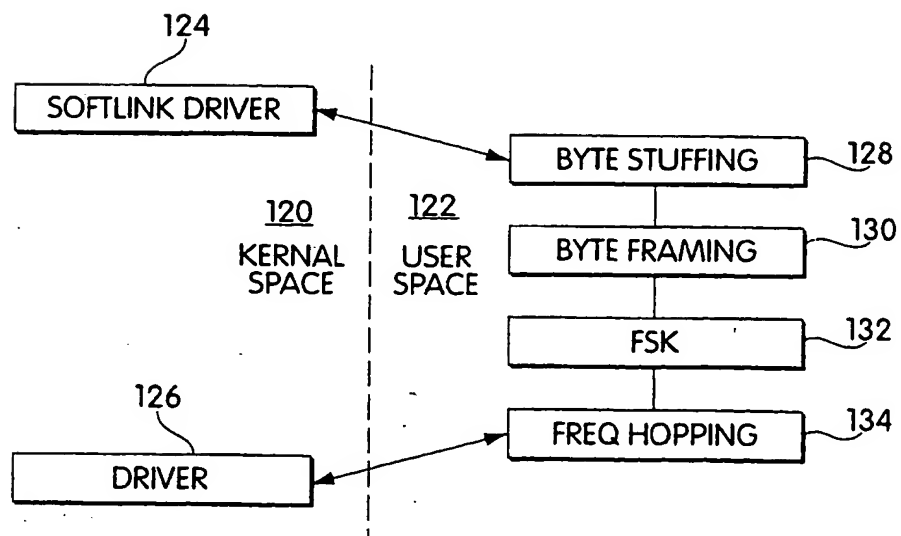 124
SOFTLINK DRIVER
BYTE STUFFING
128
120
KERNAL
SPACE
122
USER
SPACE
BYTE FRAMING
130
FSK
132
126
DRIVER
FREQ HOPPING
134